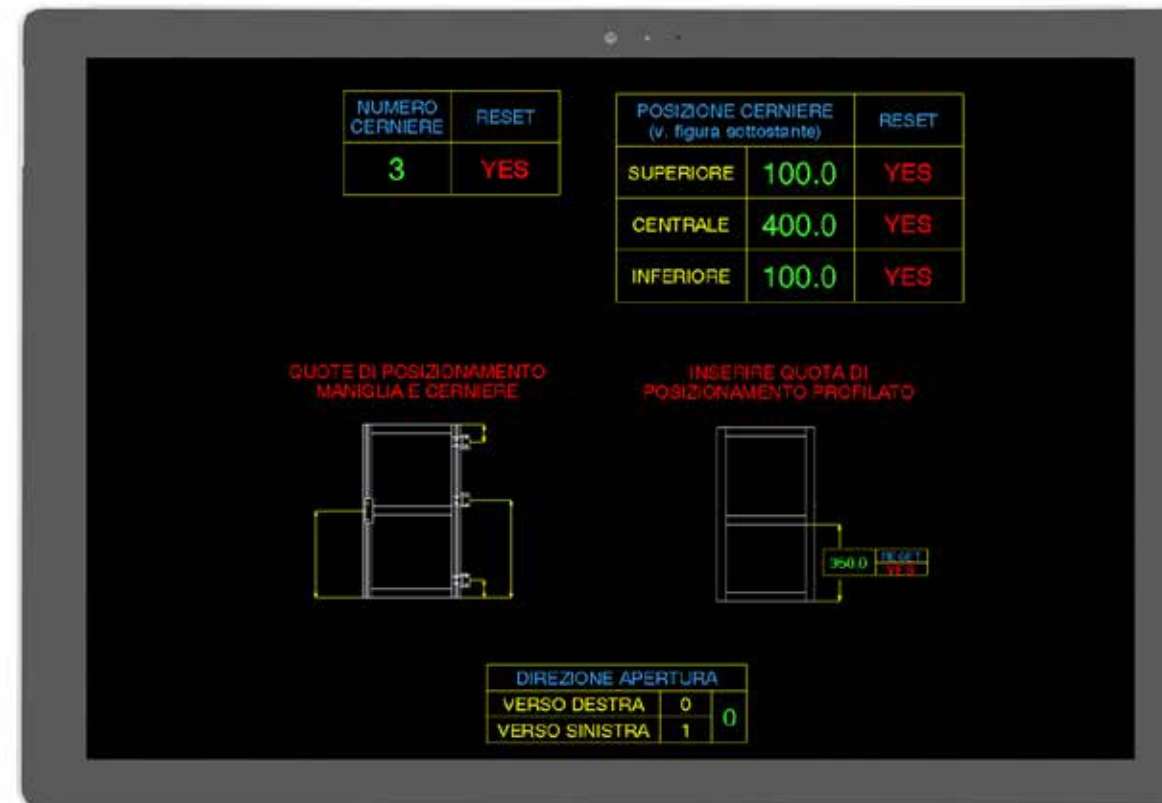 NUMERO
CERNIERE
RESET
3
YES
POSIZIONE CERNIERE
(v. figura sottostante)
RESET
SUPERIORE 100.0 YES
CENTRALE 400.0 YES
INFERIORE 100.0 YES
QUOTE DI POSIZIONAMENTO
MANIGLIA E CERNIERE
INSERIRE QUOTA DI
POSIZIONAMENTO PROFILATO
RESET
YES
DIREZIONE APERTURA
VERSO DESTRA 0
VERSO SINISTRA 1
0